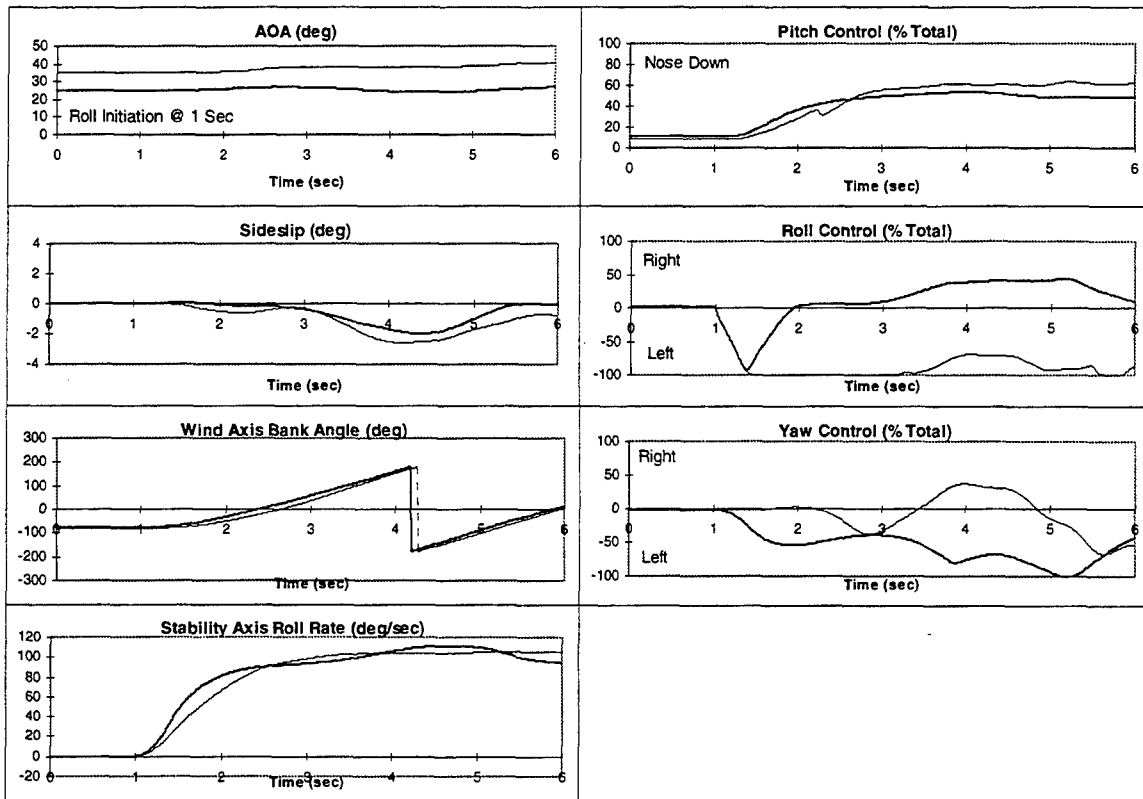 AOA (deg)
50
40
30
20
10
0
Roll Initiation @ 1 Sec
0 1 2 3 4 5 6
Time (sec)
Pitch Control (% Total)
100
80
60
40
20
0
Nose Down
0 1 2 3 4 5 6
Time (sec)
Sideslip (deg)
4
2
0
-2
-4
0 1 2 3 4 5 6
Time (sec)
Roll Control (% Total)
100
50
0
-50
-100
Right
Left
0 1 2 3 4 5 6
Time (sec)
Wind Axis Bank Angle (deg)
300
200
100
0
-100
-200
-300
0 1 2 3 4 5 6
Time (sec)
Yaw Control (% Total)
100
50
0
-50
-100
Right
Left
0 1 2 3 4 5 6
Time (sec)
Stability Axis Roll Rate (deg/sec)
120
100
80
60
40
20
0
-20
0 1 2 3 4 5 6
Time (sec)